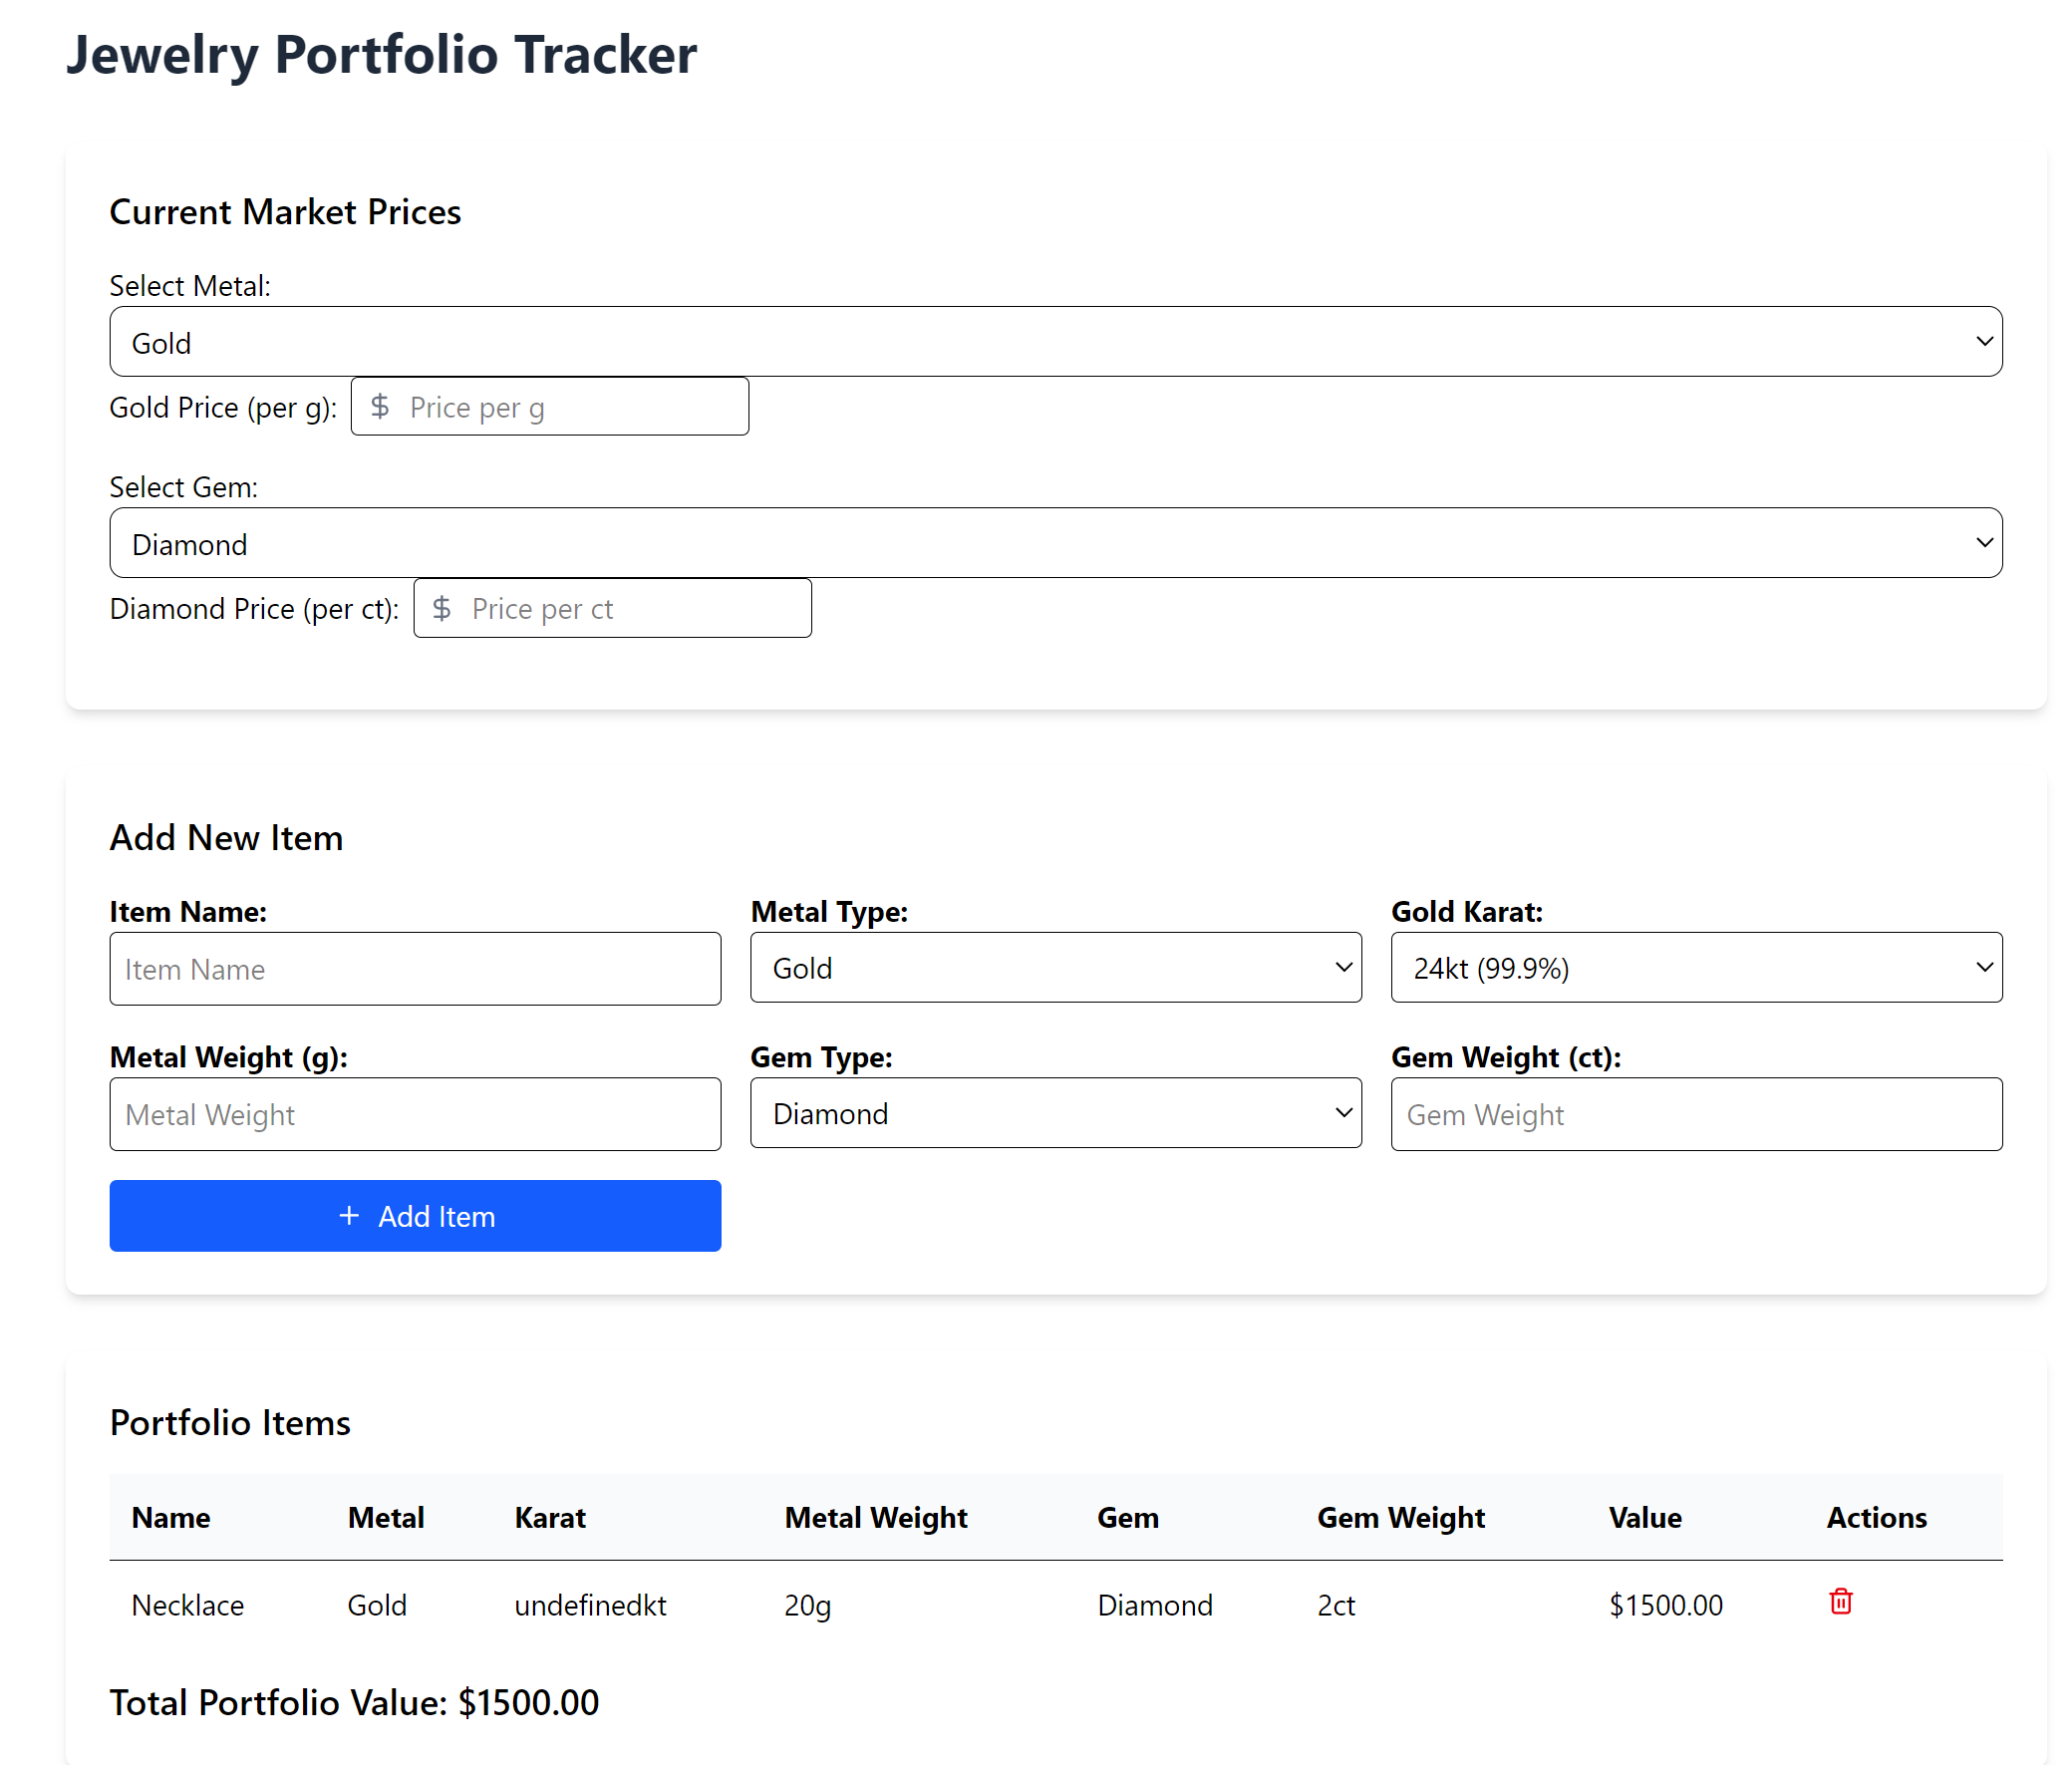 Jewelry Portfolio Tracker
Current Market Prices
Select Metal:
Gold
Gold Price (per g): $ Price per g
Select Gem:
Diamond
Diamond Price (per ct): $ Price per ct
Add New Item
Item Name: Metal Type: Gold Karat:
Item Name Gold 24kt (99.9%)
Metal Weight (g): Gem Type: Gem Weight (ct):
Metal Weight Diamond Gem Weight
+ Add Item
Portfolio Items
Name Metal Karat Metal Weight Gem Gem Weight Value Actions
Necklace Gold undefinedkt 20g Diamond 2ct $1500.00
Total Portfolio Value: $1500.00